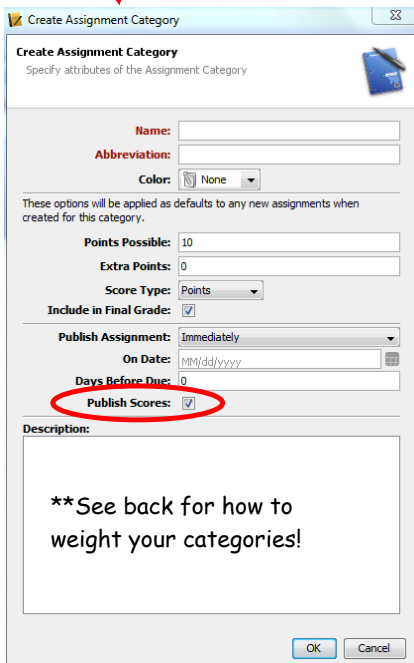 Create Assignment Category
Create Assignment Category
Specify attributes of the Assignment Category
Name:
Abbreviation:
Color: None
These options will be applied as defaults to any new assignments when
created for this category.
Points Possible: 10
Extra Points: 0
Score Type: Points
Include in Final Grade:
Publish Assignment: Immediately
On Date: MM/dd/yyyy
Days Before Due: 0
Publish Scores:
Description:
**See back for how to
weight your categories!
OK Cancel